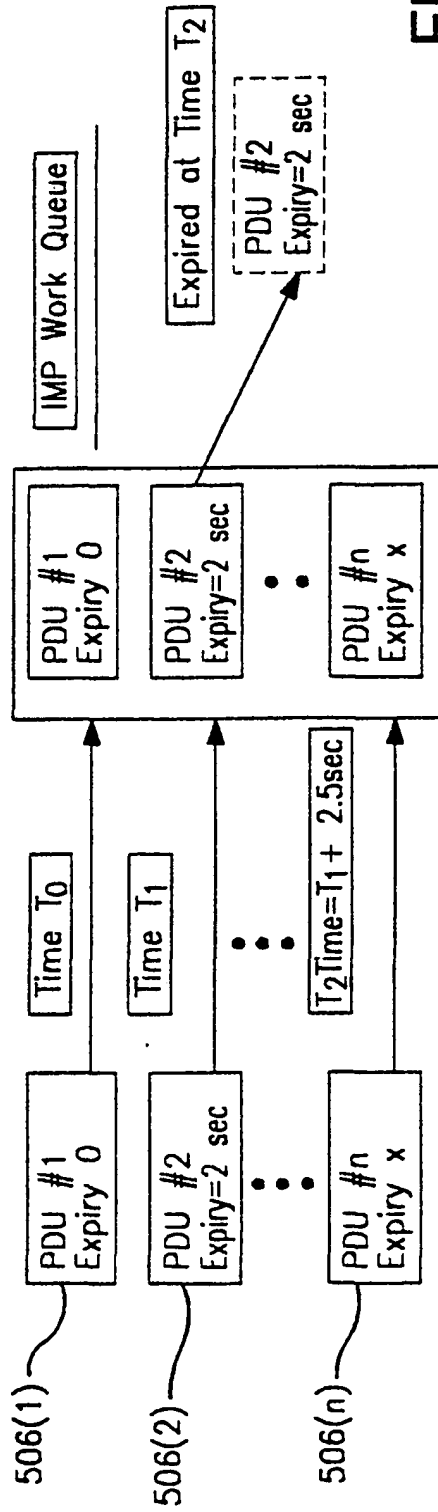 506(1)
PDU #1
Expiry 0
Time T0
PDU #1
Expiry 0
IMP Work Queue
506(2)
PDU #2
Expiry=2 sec
Time T1
PDU #2
Expiry=2 sec
Expired at Time T2
PDU #2
Expiry=2 sec
506(n)
PDU #n
Expiry x
T2Time=T1+ 2.5sec
PDU #n
Expiry x